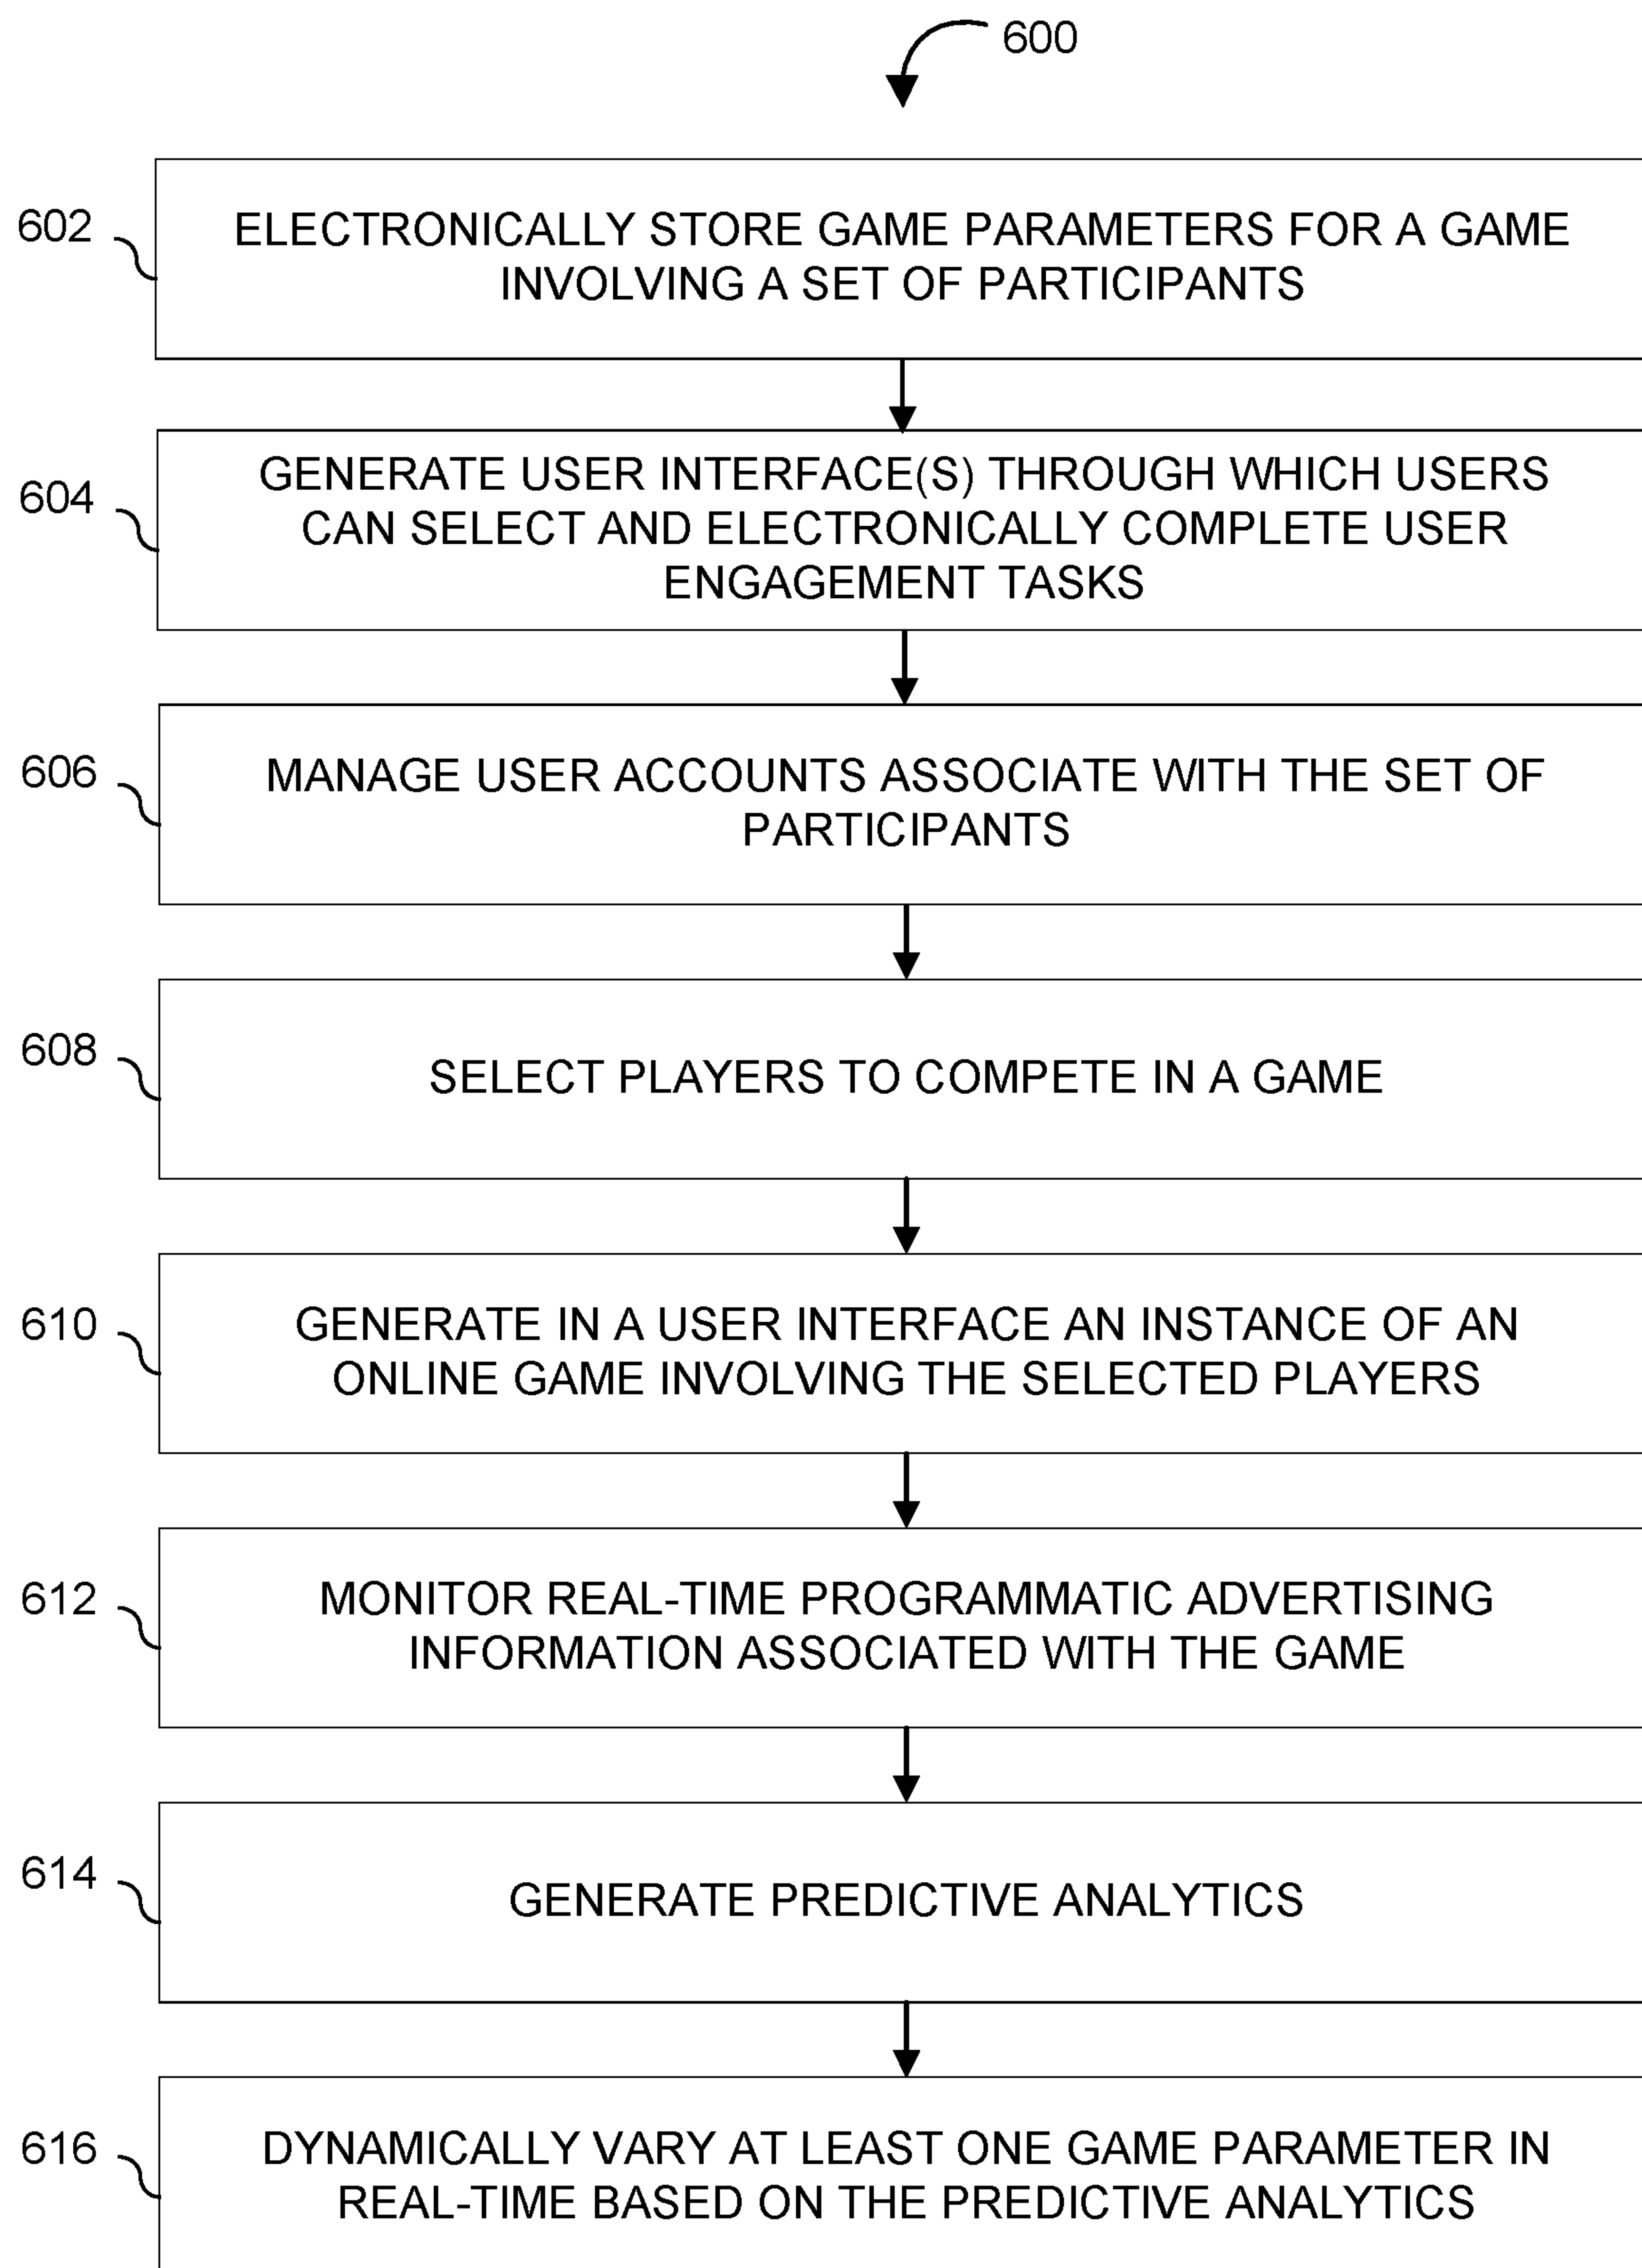 600
602
ELECTRONICALLY STORE GAME PARAMETERS FOR A GAME
INVOLVING A SET OF PARTICIPANTS
604
GENERATE USER INTERFACE(S) THROUGH WHICH USERS
CAN SELECT AND ELECTRONICALLY COMPLETE USER
ENGAGEMENT TASKS
606
MANAGE USER ACCOUNTS ASSOCIATE WITH THE SET OF
PARTICIPANTS
608
SELECT PLAYERS TO COMPETE IN A GAME
610
GENERATE IN A USER INTERFACE AN INSTANCE OF AN
ONLINE GAME INVOLVING THE SELECTED PLAYERS
612
MONITOR REAL-TIME PROGRAMMATIC ADVERTISING
INFORMATION ASSOCIATED WITH THE GAME
614
GENERATE PREDICTIVE ANALYTICS
616
DYNAMICALLY VARY AT LEAST ONE GAME PARAMETER IN
REAL-TIME BASED ON THE PREDICTIVE ANALYTICS